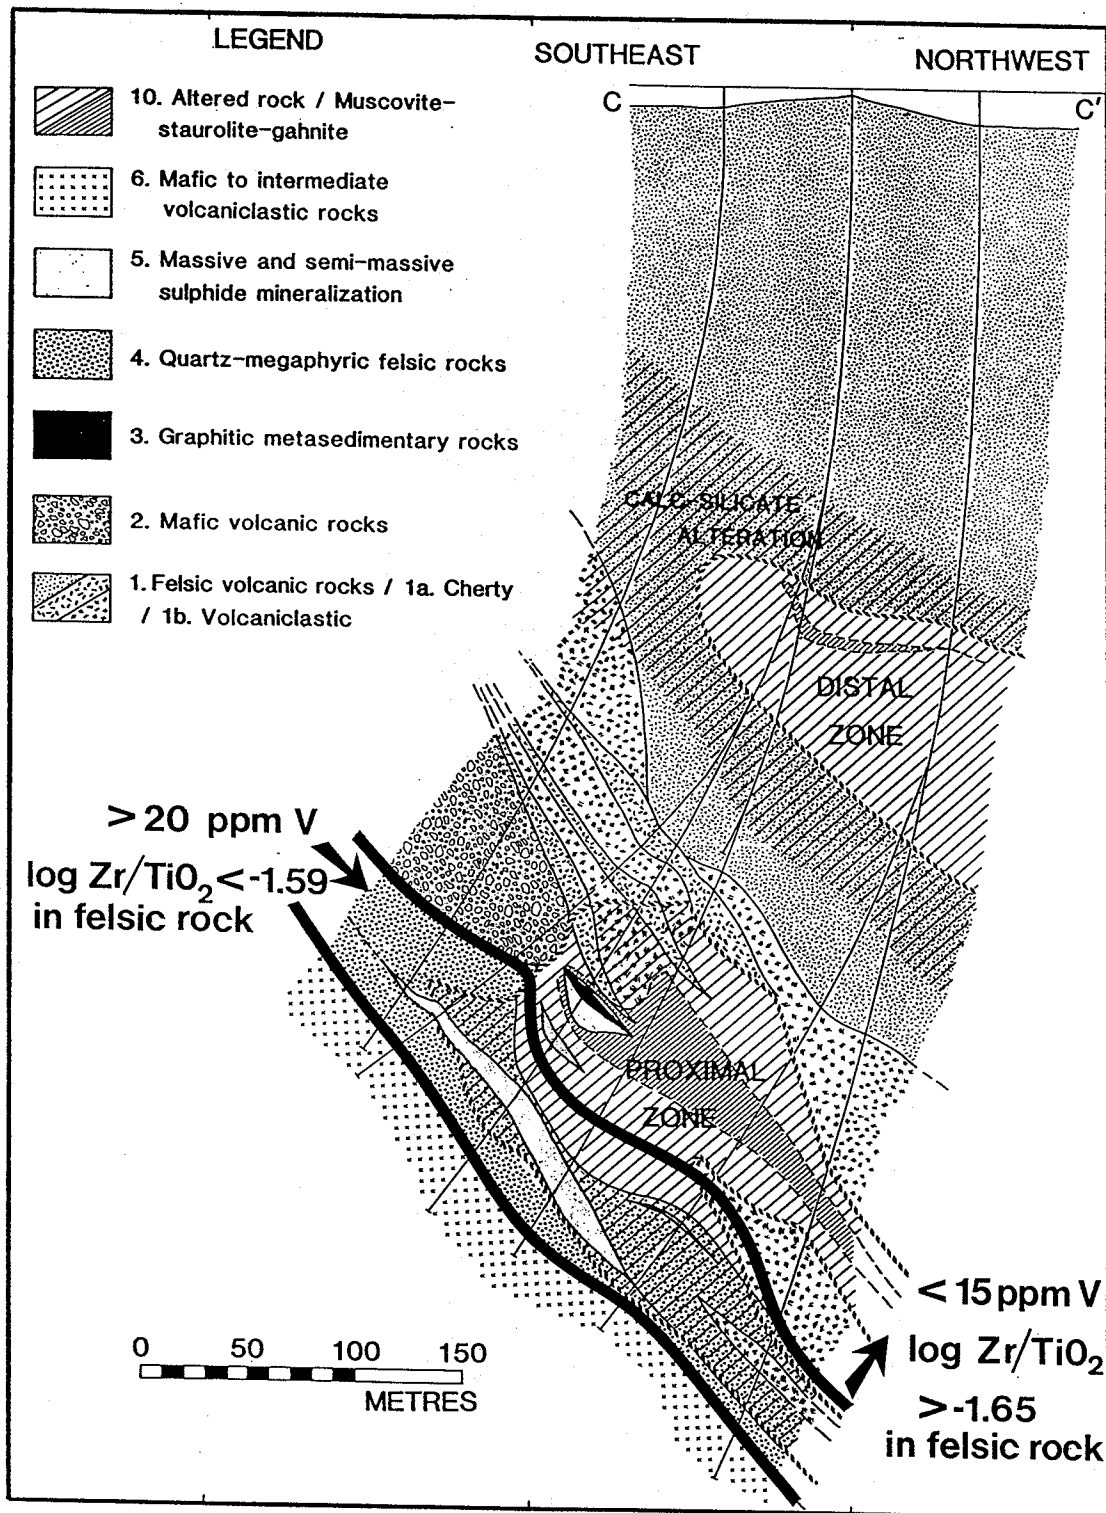 LEGEND
10. Altered rock / Muscovite-
staurolite-gahnite
6. Mafic to intermediate
volcaniclastic rocks
5. Massive and semi-massive
sulphide mineralization
4. Quartz-megaphyric felsic rocks
3. Graphitic metasedimentary rocks
2. Mafic volcanic rocks
1. Felsic volcanic rocks / 1a. Cherty
/ 1b. Volcaniclastic
SOUTHEAST
NORTHWEST
C
C'
CALC-SILICATE
ALTERATION
DISTAL
ZONE
> 20 ppm V
log Zr/TiO₂ < -1.59
in felsic rock
PROXIMAL
ZONE
< 15 ppm V
log Zr/TiO₂
> -1.65
in felsic rock
0 50 100 150
METRES